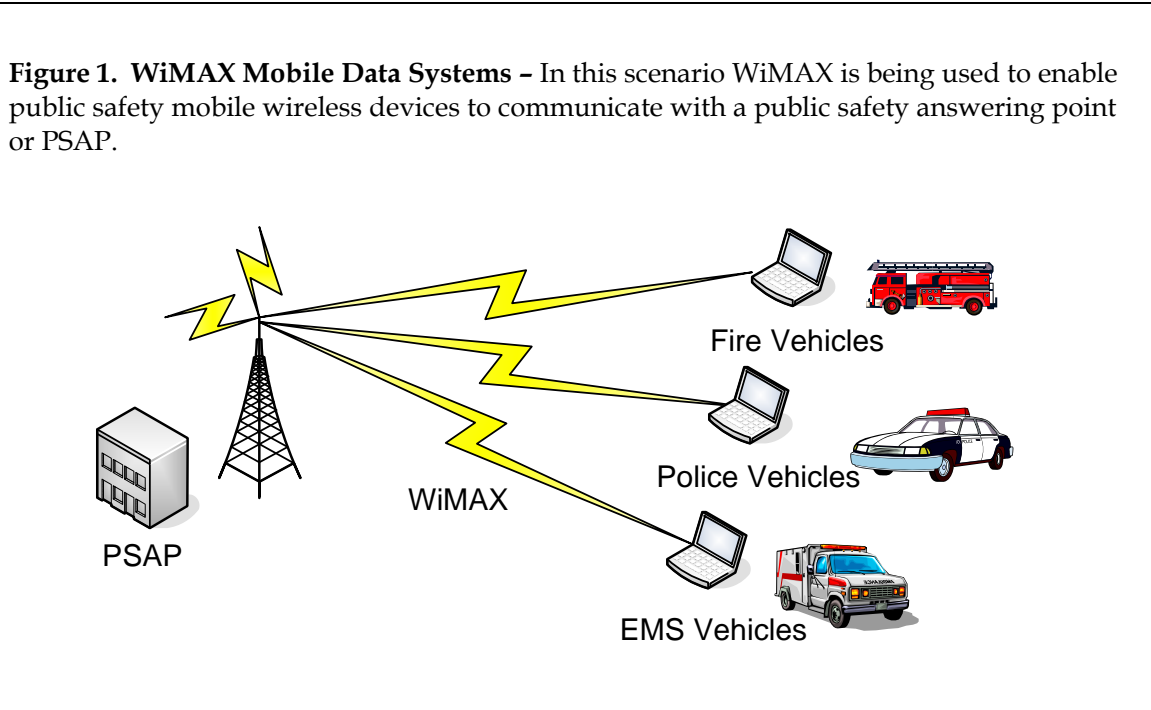 Figure 1. WiMAX Mobile Data Systems – In this scenario WiMAX is being used to enable
public safety mobile wireless devices to communicate with a public safety answering point
or PSAP.
Fire Vehicles
Police Vehicles
WiMAX
PSAP
EMS Vehicles